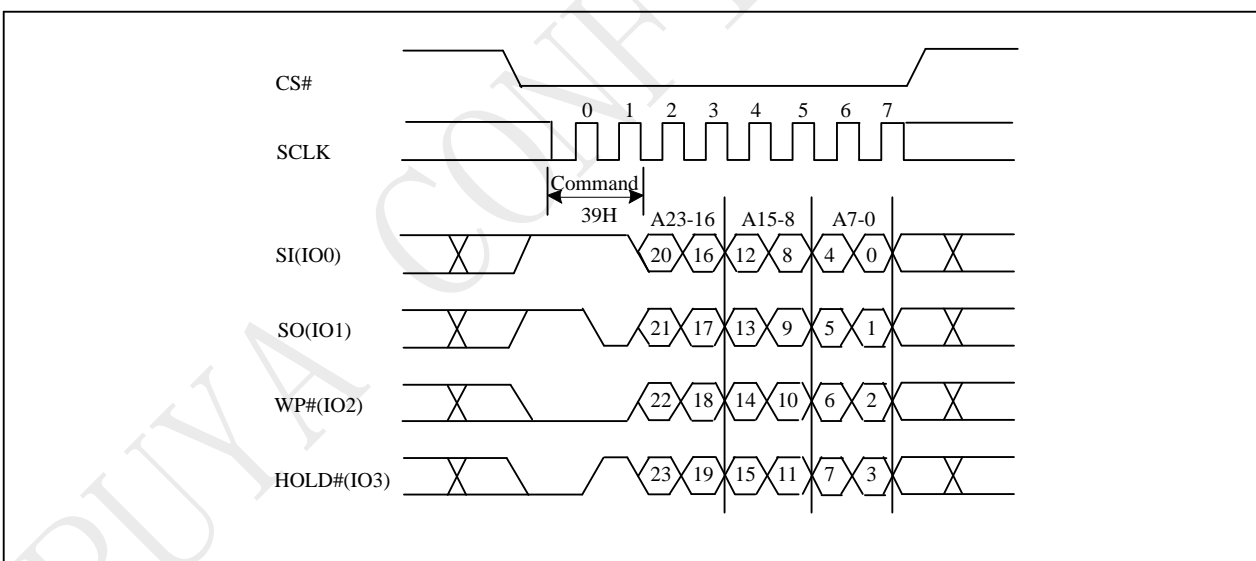 CS#
0 1 2 3 4 5 6 7
SCLK
Command
39H
A23-16 A15-8 A7-0
SI(IO0)
20 16 12 8 4 0
SO(IO1)
21 17 13 9 5 1
WP#(IO2)
22 18 14 10 6 2
HOLD#(IO3)
23 19 15 11 7 3
PUYA CONF